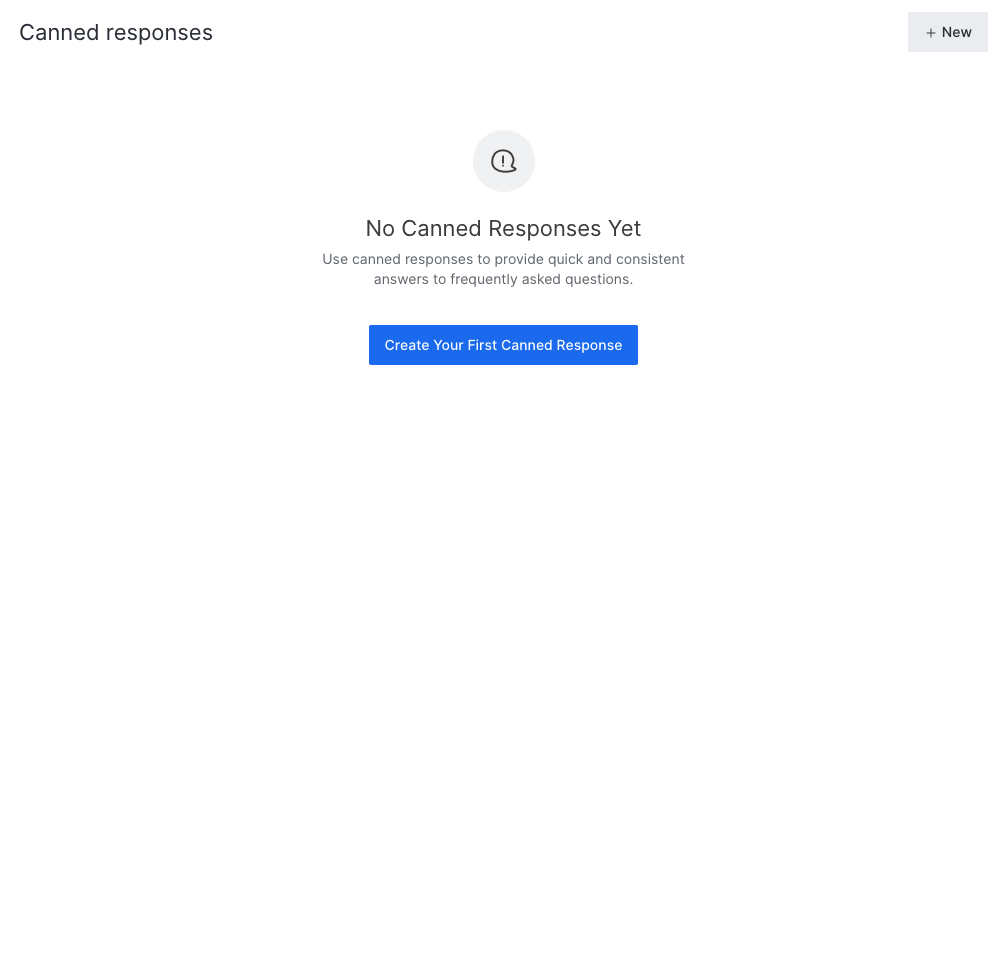 Canned responses
+ New
No Canned Responses Yet
Use canned responses to provide quick and consistent
answers to frequently asked questions.
Create Your First Canned Response